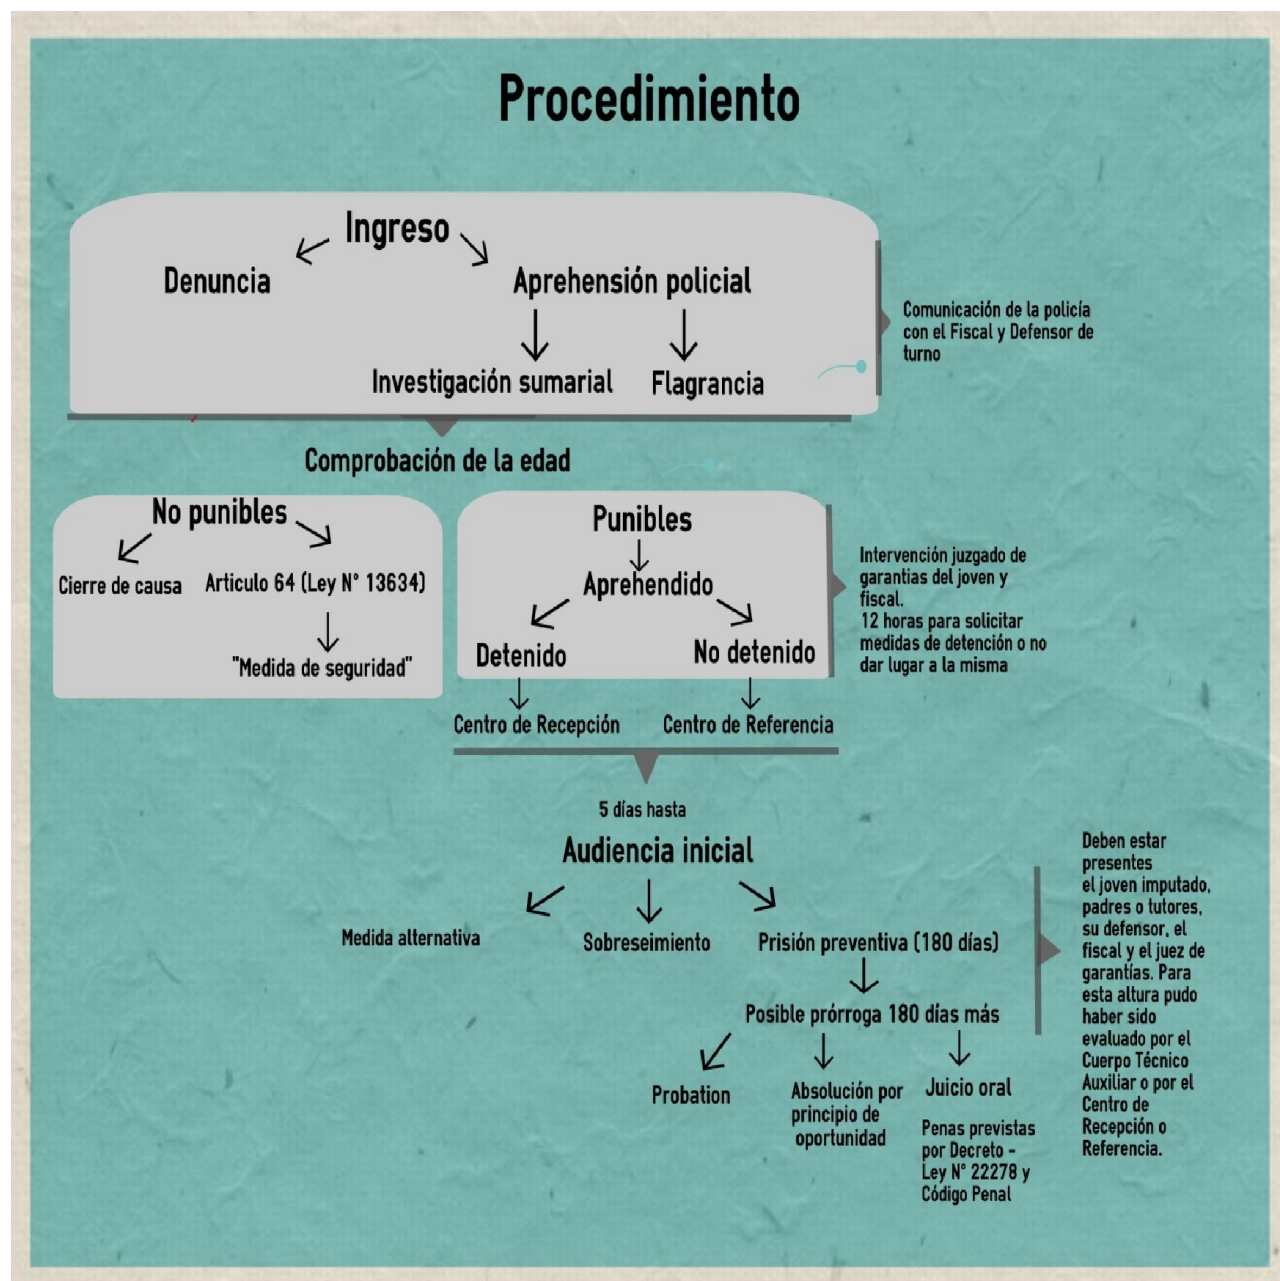 Procedimiento
Ingreso
Denuncia
Aprehensión policial
Investigación sumarial
Flagrancia
Comunicación de la policía
con el Fiscal y Defensor de
turno
Comprobación de la edad
No punibles
Cierre de causa
Articulo 64 (Ley N° 13634)
"Medida de seguridad"
Punibles
Aprehendido
Detenido
No detenido
Intervención juzgado de
garantias del joven y
fiscal.
12 horas para solicitar
medidas de detención o no
dar lugar a la misma
Centro de Recepción
Centro de Referencia
5 días hasta
Audiencia inicial
Medida alternativa
Sobreseimiento
Prisión preventiva (180 días)
Posible prórroga 180 días más
Probation
Absolución por
principio de
oportunidad
Juicio oral
Penas previstas
por Decreto -
Ley N° 22278 y
Código Penal
Deben estar
presentes
el joven imputado,
padres o tutores,
su defensor, el
fiscal y el juez de
garantías. Para
esta altura pudo
haber sido
evaluado por el
Cuerpo Técnico
Auxiliar o por el
Centro de
Recepción o
Referencia.